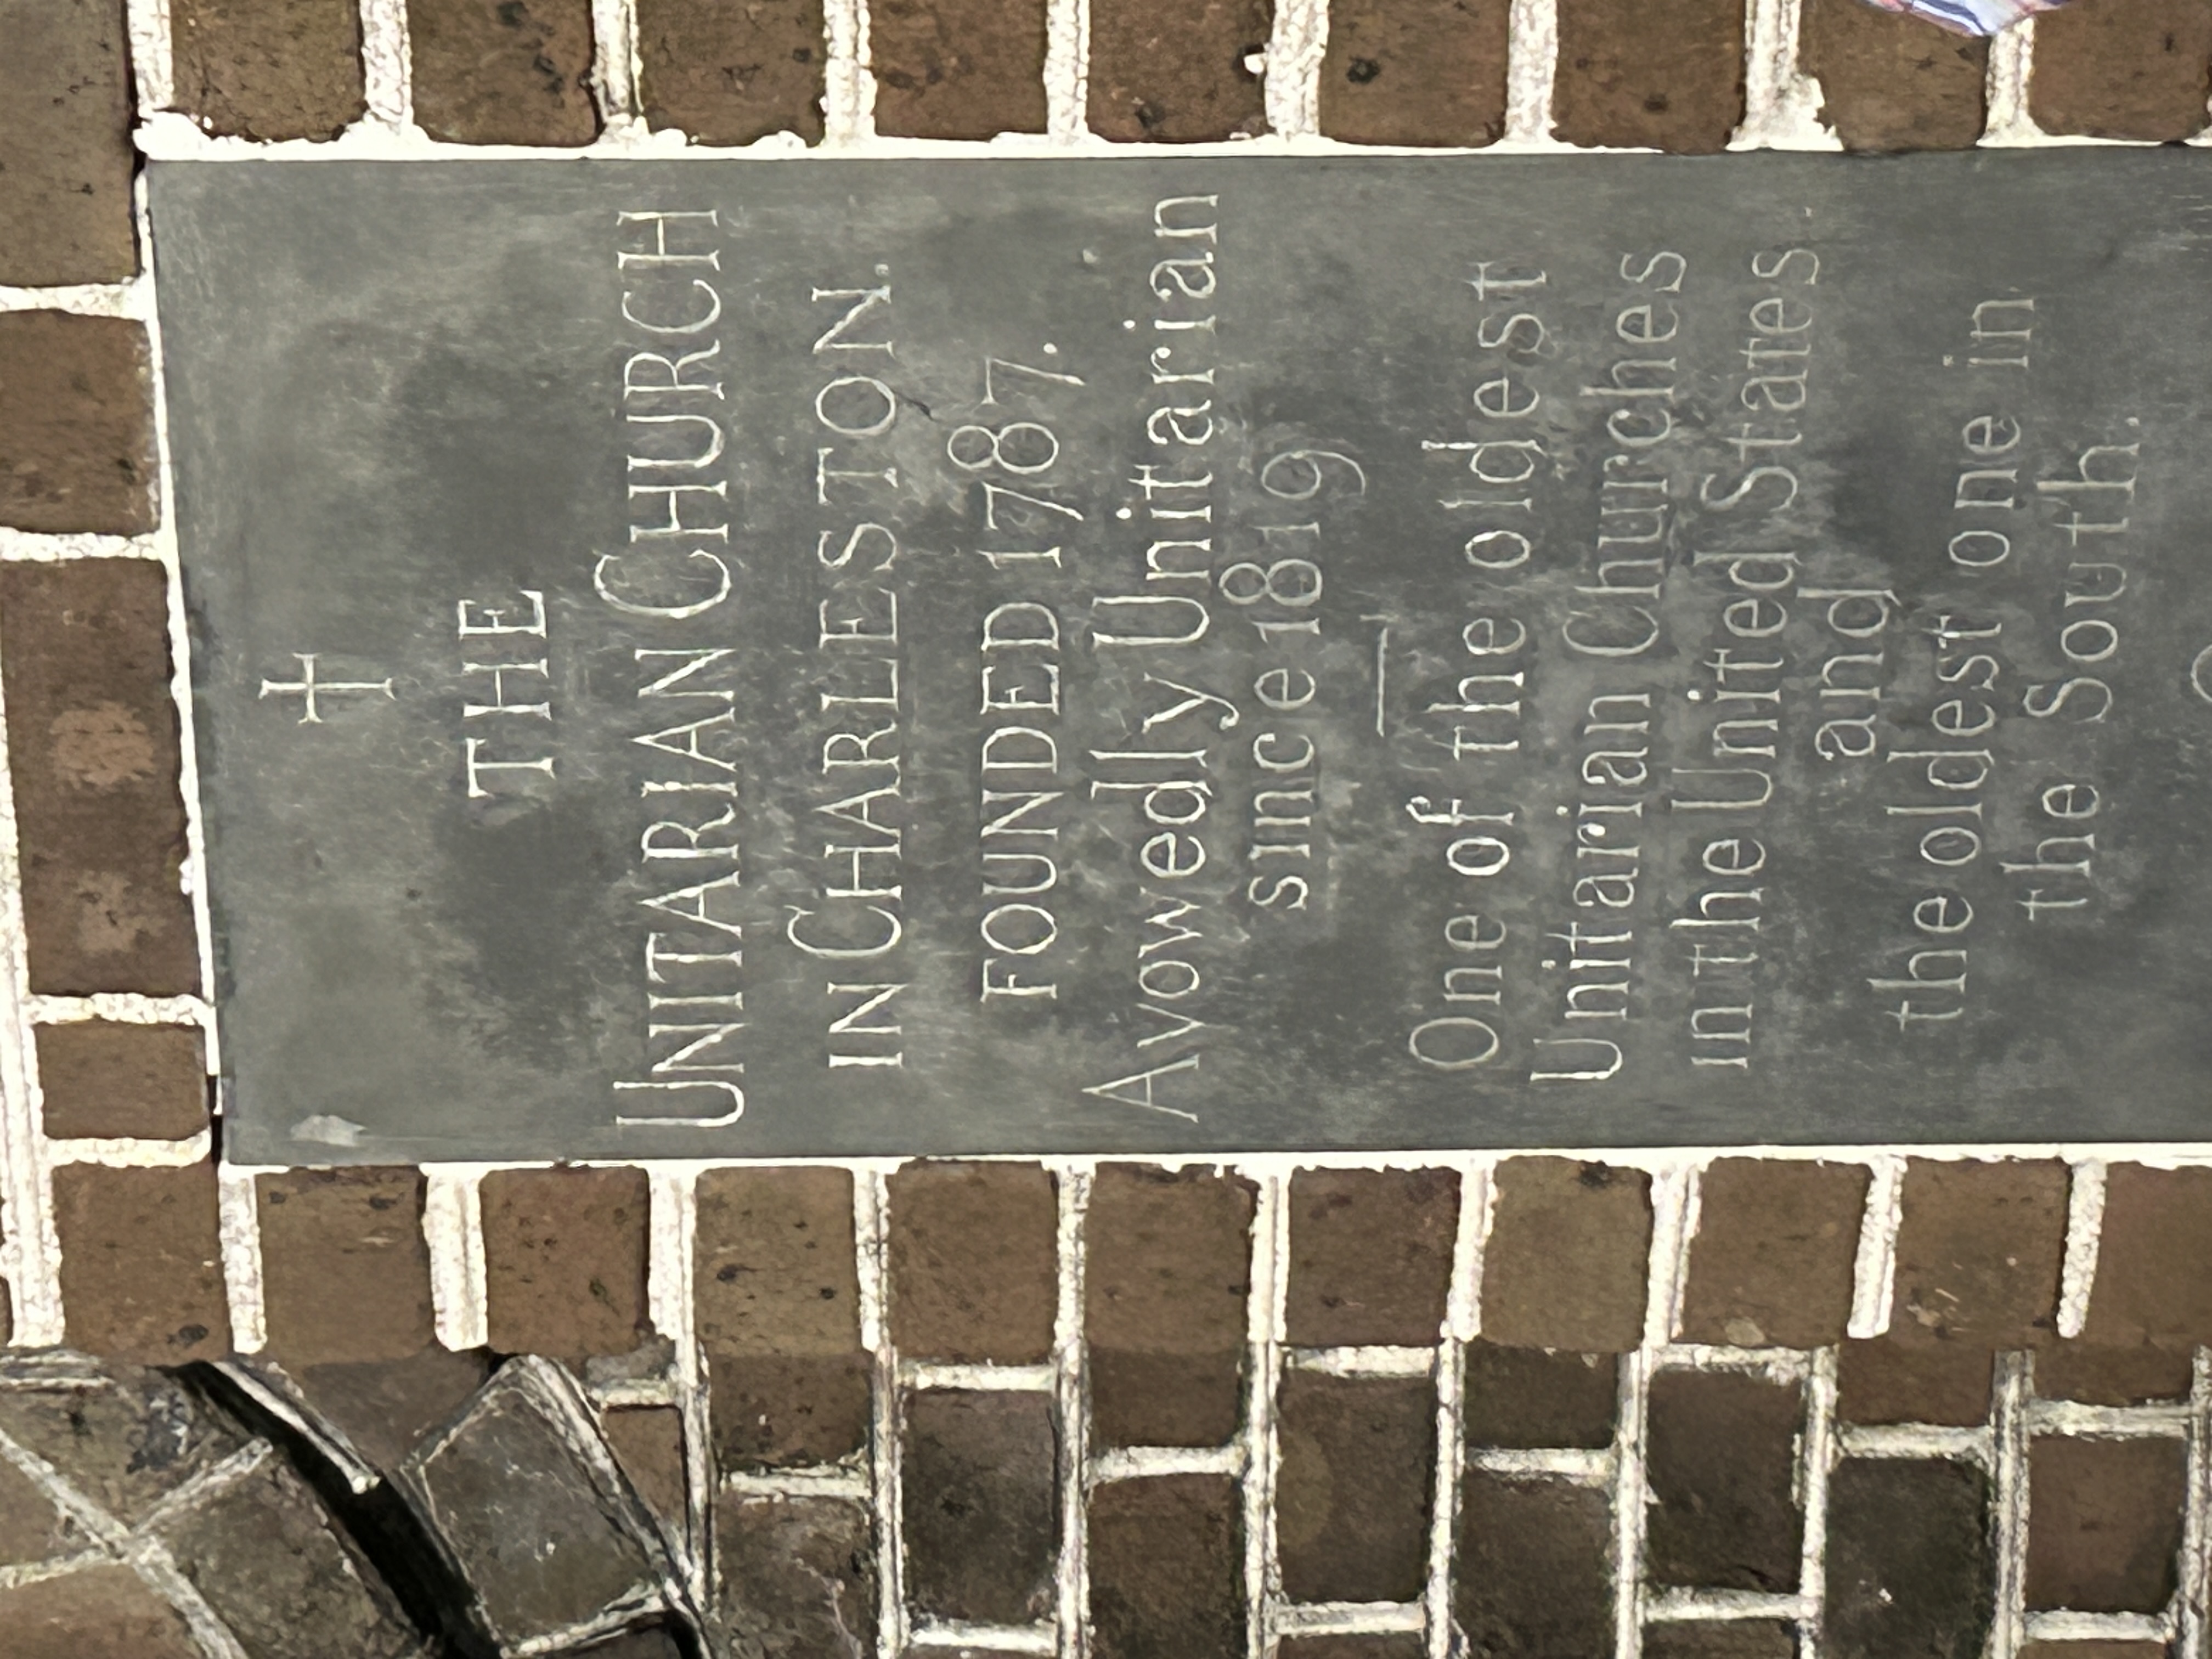 THE
UNITARIAN CHURCH
IN CHARLESTON.
FOUNDED 1787.
Avowedly Unitarian
since 1819
One of the oldest
Unitarian Churches
in the United States.
and
the oldest one in
the South.